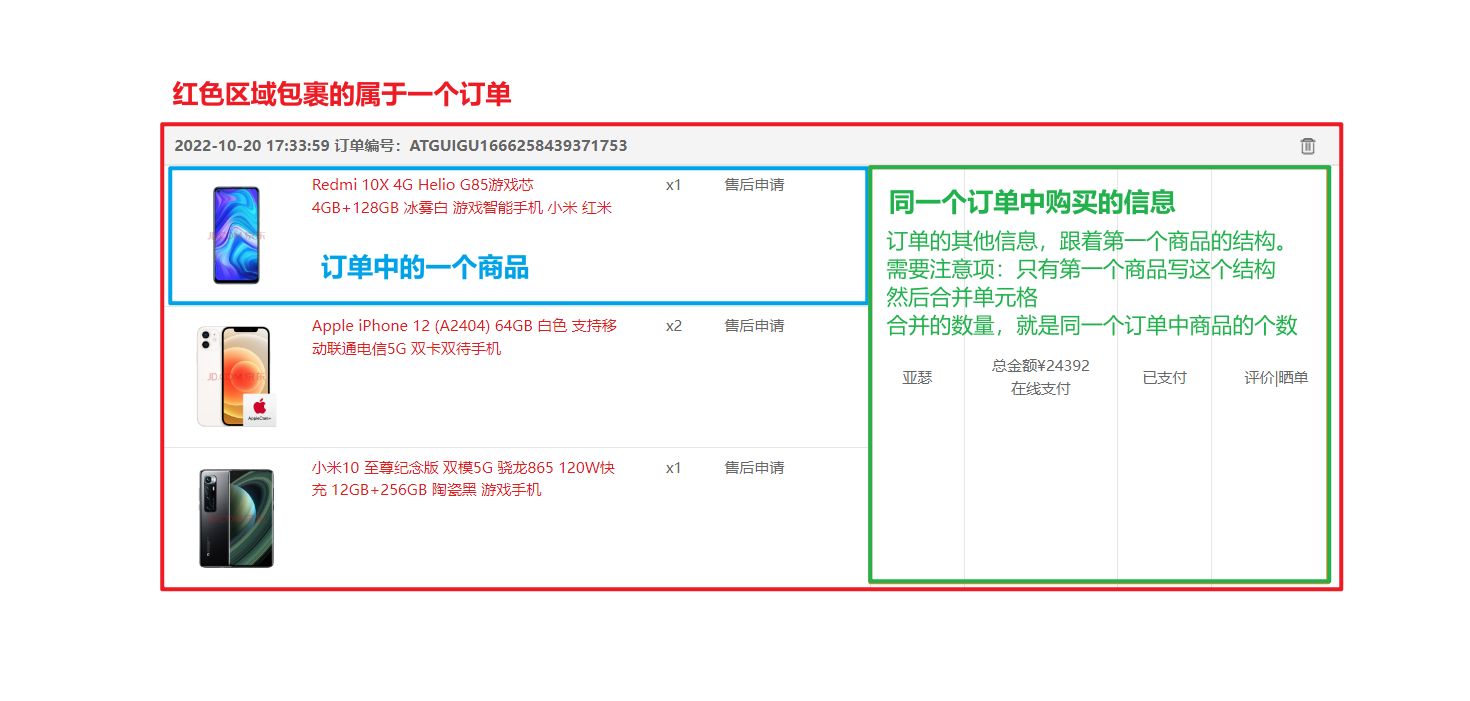 红色区域包裹的属于一个订单
2022-10-20 17:33:59 订单编号：ATGUIGU1666258439371753
Redmi 10X 4G Helio G85游戏芯
4GB+128GB 冰雾白 游戏智能手机 小米 红米
x1
售后申请
订单中的一个商品
同一个订单中购买的信息
订单的其他信息，跟着第一个商品的结构。
需要注意项：只有第一个商品写这个结构
然后合并单元格
合并的数量，就是同一个订单中商品的个数
Apple iPhone 12 (A2404) 64GB 白色 支持移
动联通电信5G 双卡双待手机
x2
售后申请
亚瑟
总金额¥24392
在线支付
已支付
评价|晒单
小米10 至尊纪念版 双模5G 骁龙865 120W快
充 12GB+256GB 陶瓷黑 游戏手机
x1
售后申请